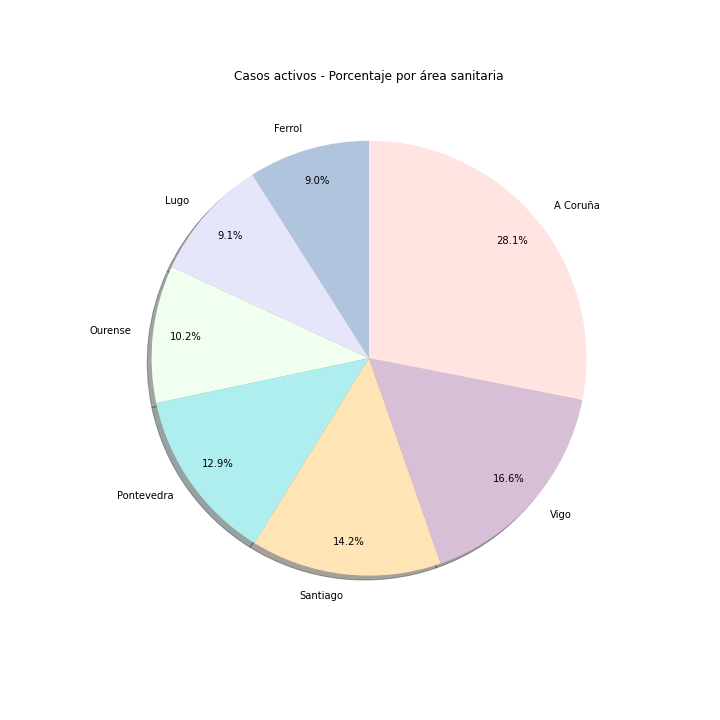 Casos activos - Porcentaje por área sanitaria
Ferrol
9.0%
Lugo
9.1%
A Coruña
28.1%
Ourense
10.2%
Pontevedra
12.9%
Vigo
16.6%
Santiago
14.2%